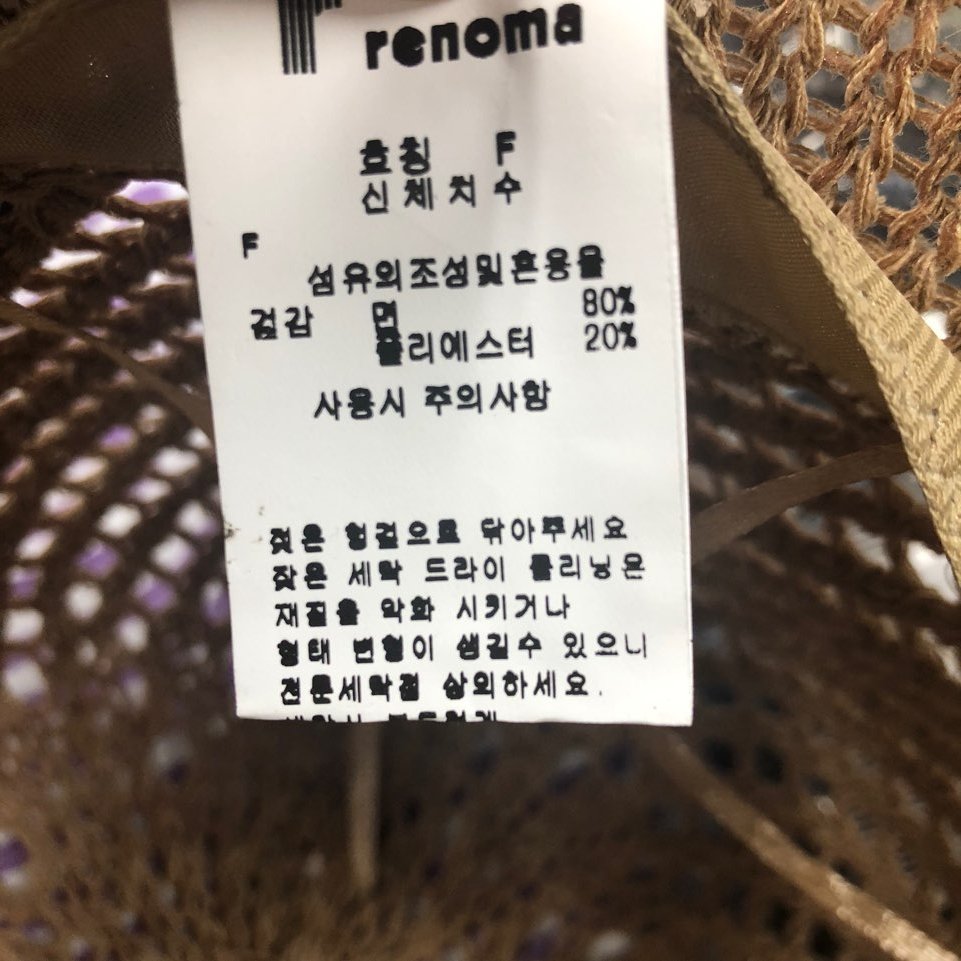 renoma
호칭 F
신체치수
F
섬유의조성및혼용율
겉감 면 80%
폴리에스터 20%
사용시 주의사항
젖은 헝겊으로 닦아주세요
잦은 세탁 드라이 클리닝은
재질을 악화 시키거나
형태 변형이 생길수 있으니
전문세탁점 상의하세요.